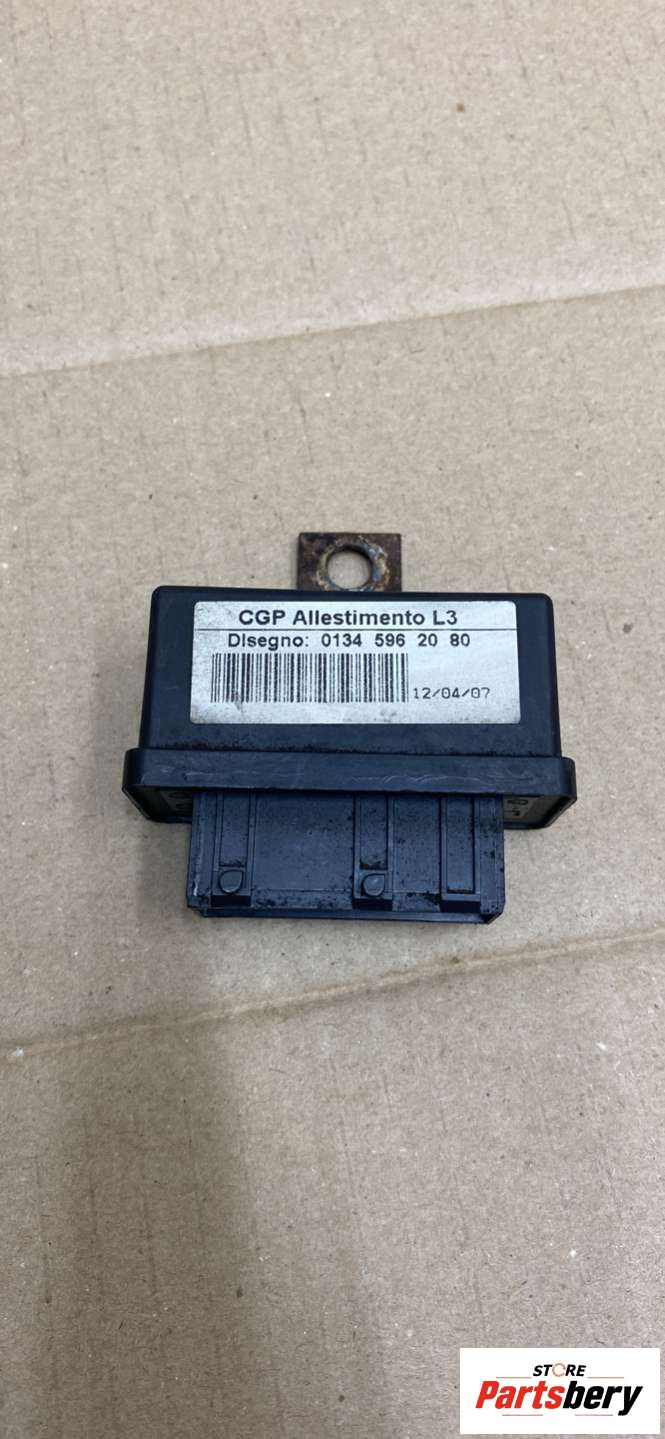 CGP Allestimento L3
Disegno: 0134 596 20 80
12/04/07
STORE
Partsbery